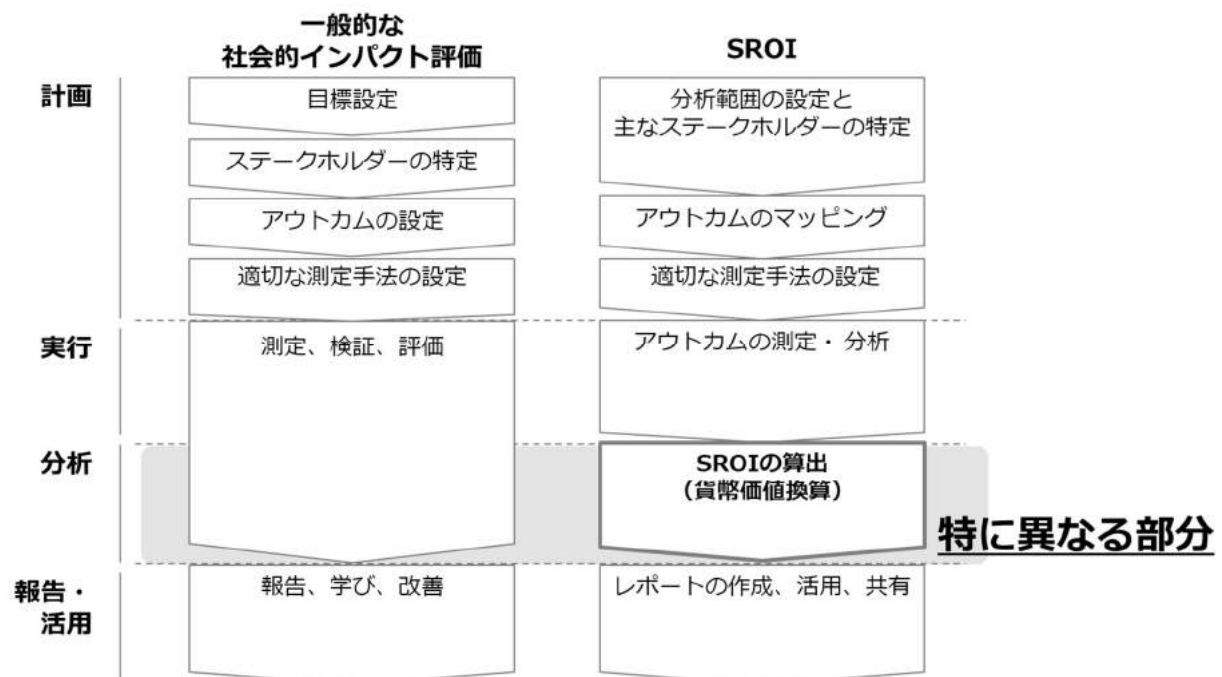 一般的な
社会的インパクト評価
SROI
計画
目標設定
ステークホルダーの特定
アウトカムの設定
適切な測定手法の設定
分析範囲の設定と
主なステークホルダーの特定
アウトカムのマッピング
適切な測定手法の設定
実行
測定、検証、評価
アウトカムの測定・ 分析
分析
SROIの算出
（貨幣価値換算）
特に異なる部分
報告・
活用
報告、学び、改善
レポートの作成、活用、共有